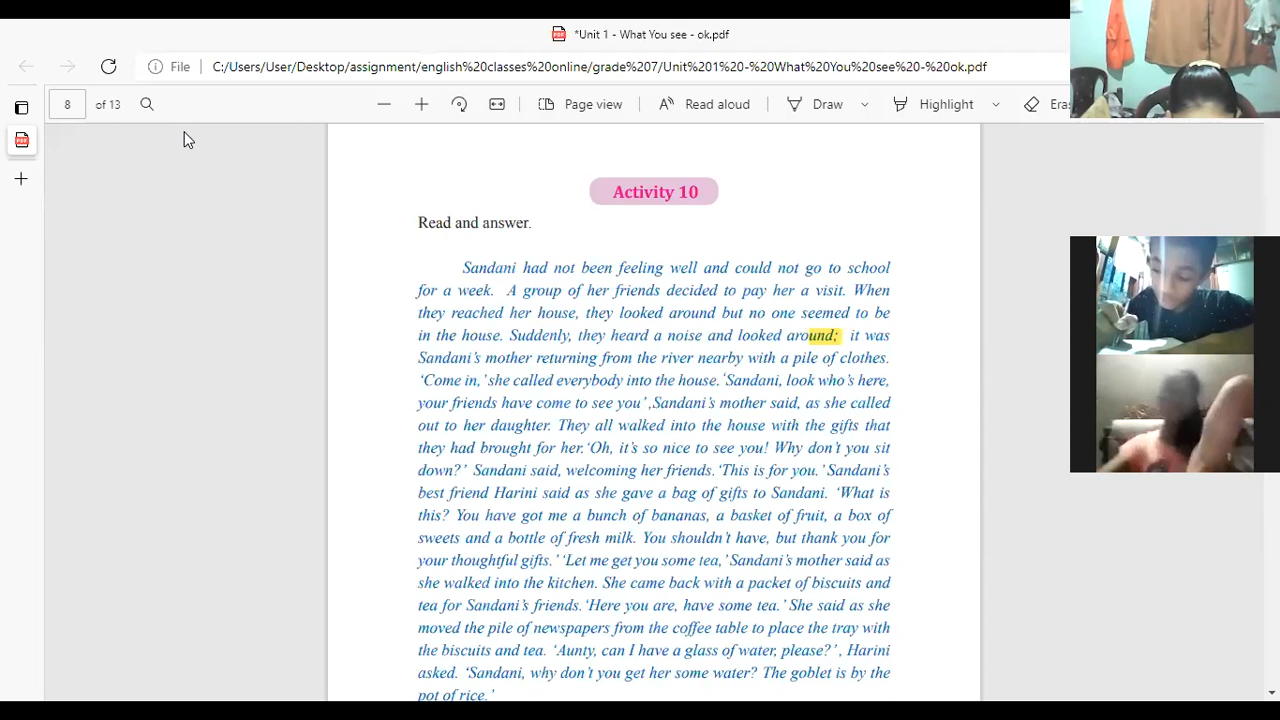 *Unit 1 - What You see - ok.pdf
File C:/Users/User/Desktop/assignment/english%20classes%20online/grade%207/Unit%201%20-%20What%20You%20see%20-%20ok.pdf
8 of 13 Page view Read aloud Draw Highlight Eras
Activity 10
Read and answer.
Sandani had not been feeling well and could not go to school
for a week. A group of her friends decided to pay her a visit. When
they reached her house, they looked around but no one seemed to be
in the house. Suddenly, they heard a noise and looked around; it was
Sandani's mother returning from the river nearby with a pile of clothes.
'Come in,' she called everybody into the house. 'Sandani, look who's here,
your friends have come to see you' ,Sandani's mother said, as she called
out to her daughter. They all walked into the house with the gifts that
they had brought for her. 'Oh, it's so nice to see you! Why don't you sit
down?' Sandani said, welcoming her friends. 'This is for you.' Sandani's
best friend Harini said as she gave a bag of gifts to Sandani. 'What is
this? You have got me a bunch of bananas, a basket of fruit, a box of
sweets and a bottle of fresh milk. You shouldn't have, but thank you for
your thoughtful gifts.' 'Let me get you some tea,' Sandani's mother said as
she walked into the kitchen. She came back with a packet of biscuits and
tea for Sandani's friends. 'Here you are, have some tea.' She said as she
moved the pile of newspapers from the coffee table to place the tray with
the biscuits and tea. 'Aunty, can I have a glass of water, please?', Harini
asked. 'Sandani, why don't you get her some water? The goblet is by the
pot of rice.'